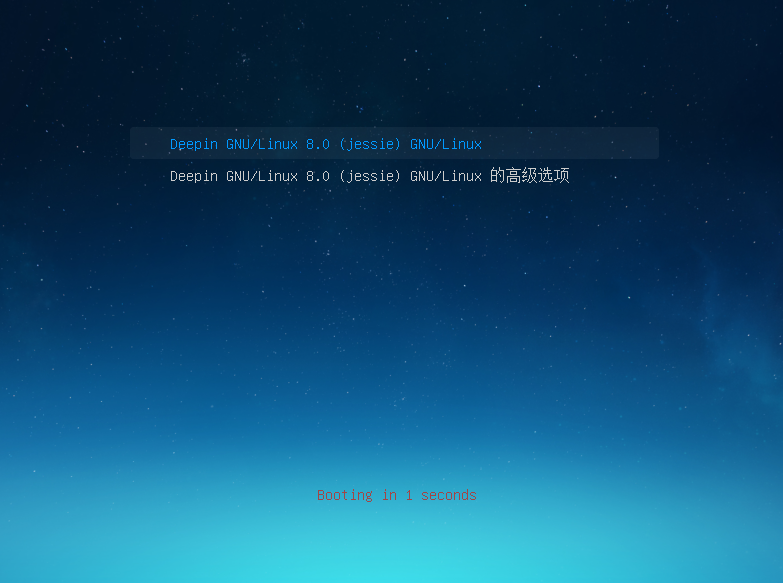 Deepin GNU/Linux 8.0 (jessie) GNU/Linux
Deepin GNU/Linux 8.0 (jessie) GNU/Linux 的高级选项
Booting in 1 seconds